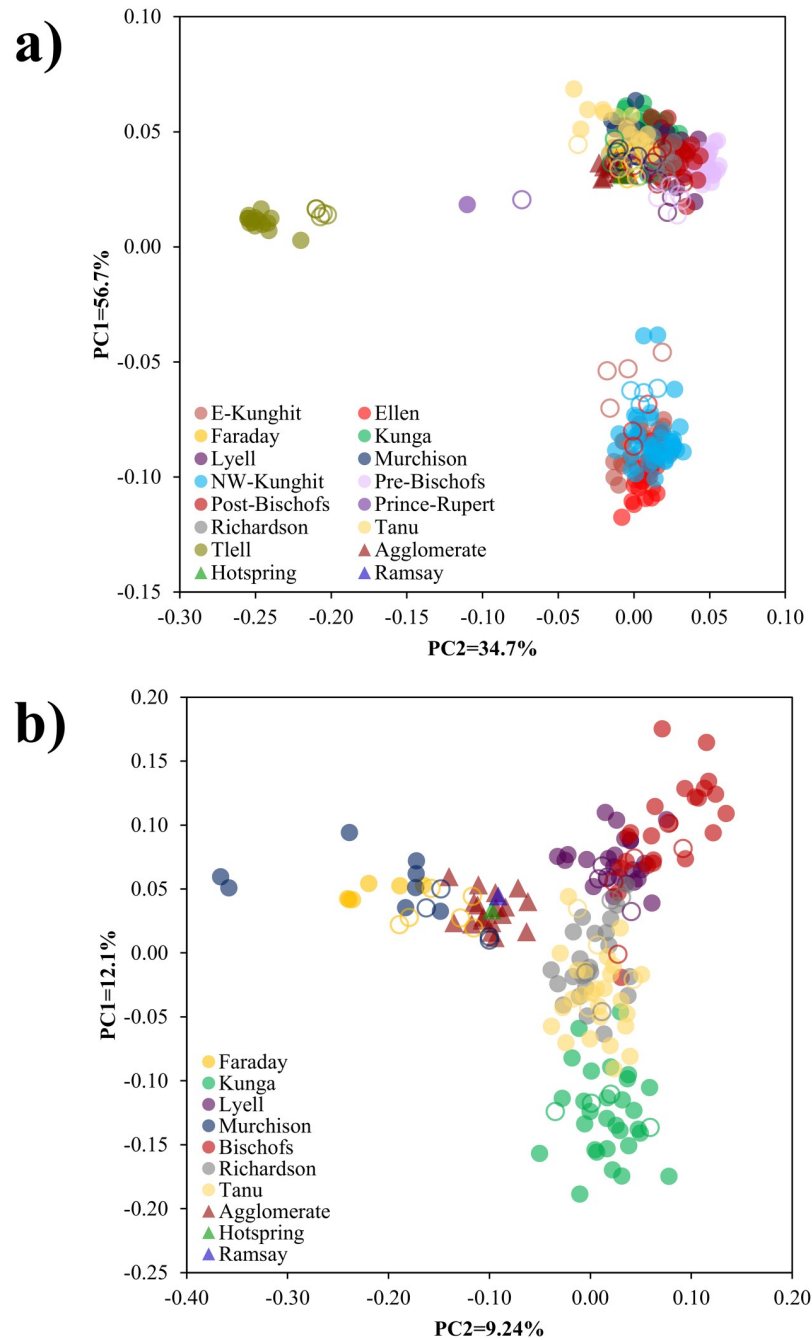 a)
0.10
0.05
0.00
-0.05
-0.10
-0.15
PC1=56.7%
E-Kunghit Ellen
Faraday Kunga
Lyell Murchison
NW-Kunghit Pre-Bischofs
Post-Bischofs Prince-Rupert
Richardson Tanu
Tlell Agglomerate
Hotspring Ramsay
-0.30 -0.25 -0.20 -0.15 -0.10 -0.05 0.00 0.05 0.10
PC2=34.7%
b)
0.20
0.15
0.10
0.05
0.00
-0.05
-0.10
-0.15
-0.20
-0.25
PC1=12.1%
Faraday
Kunga
Lyell
Murchison
Bischofs
Richardson
Tanu
Agglomerate
Hotspring
Ramsay
-0.40 -0.30 -0.20 -0.10 0.00 0.10 0.20
PC2=9.24%